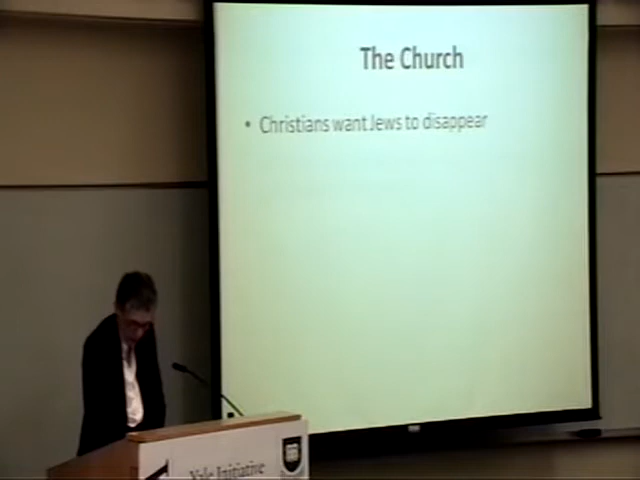 The Church
• Christians want Jews to disappear
Yale Initiative